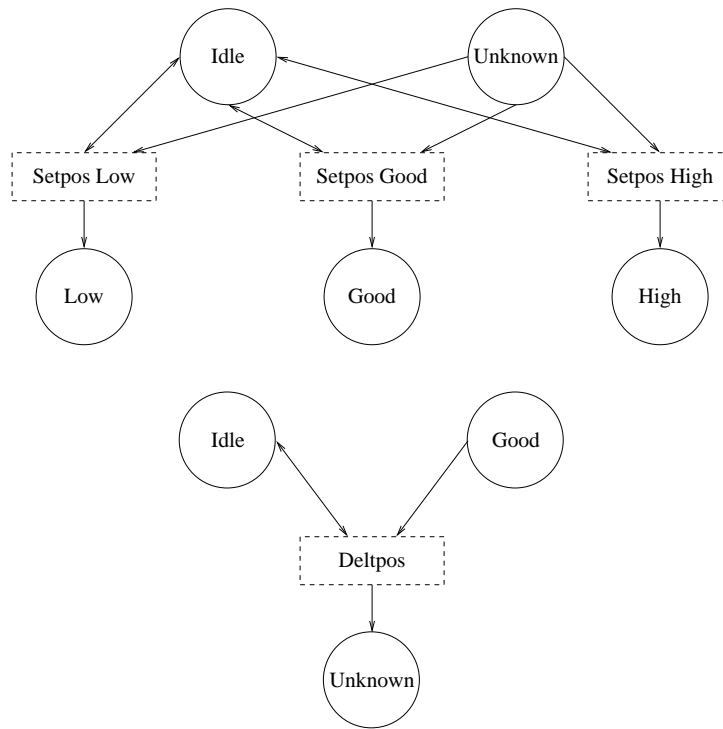 Idle
Unknown
Setpos Low
Setpos Good
Setpos High
Low
Good
High
Idle
Good
Deltpos
Unknown